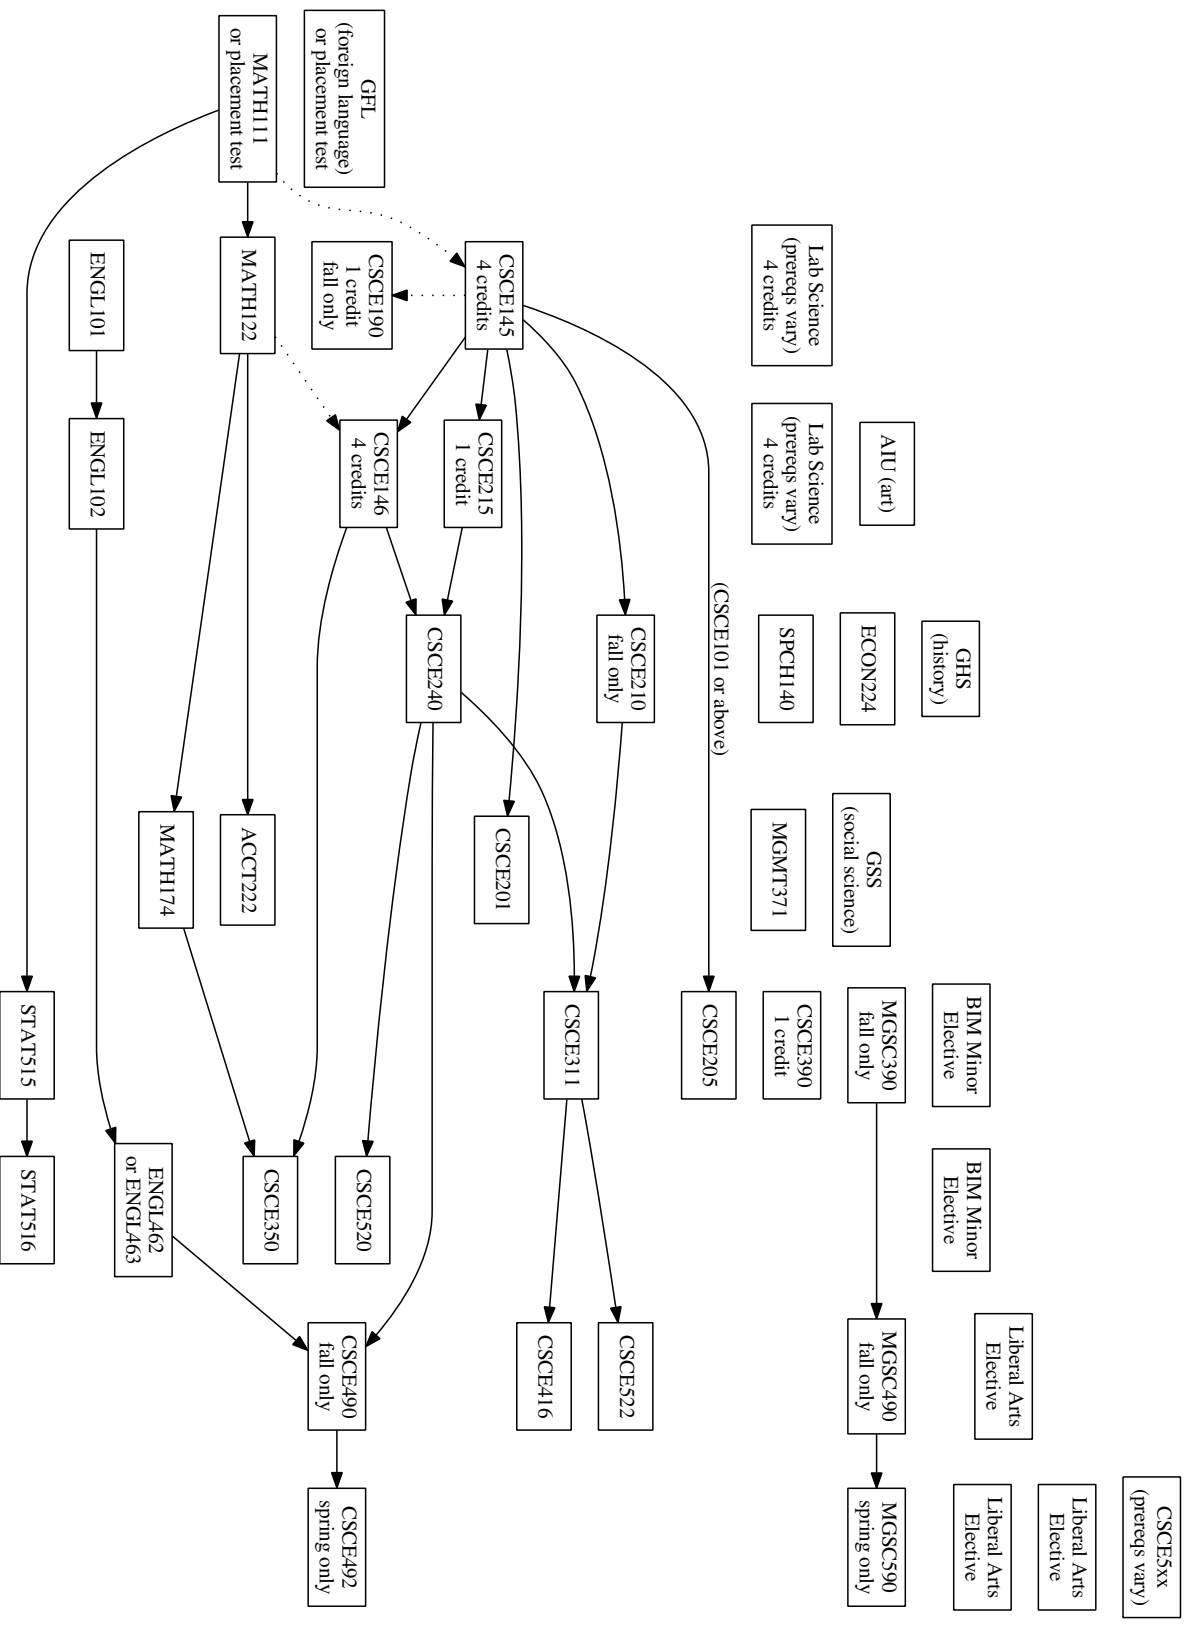 GFL
(foreign language)
or placement test
MATH111
or placement test
Lab Science
(prereqs vary)
4 credits
CSCE145
4 credits
CSCE190
1 credit
fall only
MATH122
ENGL101
AIU (art)
Lab Science
(prereqs vary)
4 credits
CSCE215
1 credit
CSCE146
4 credits
ENGL102
GHS
(history)
ECON224
SPCH140
(CSCE101 or above)
CSCE210
fall only
CSCE240
GSS
(social science)
MGMT371
CSCE201
ACCT222
MATH174
BIM Minor
Elective
MGSC390
fall only
CSCE390
1 credit
CSCE205
CSCE311
STAT515
BIM Minor
Elective
CSCE520
CSCE350
ENGL462
or ENGL463
STAT516
Liberal Arts
Elective
MGSC490
fall only
CSCE522
CSCE416
CSCE490
fall only
CSCE5xx
(prereqs vary)
Liberal Arts
Elective
Liberal Arts
Elective
MGSC590
spring only
CSCE492
spring only